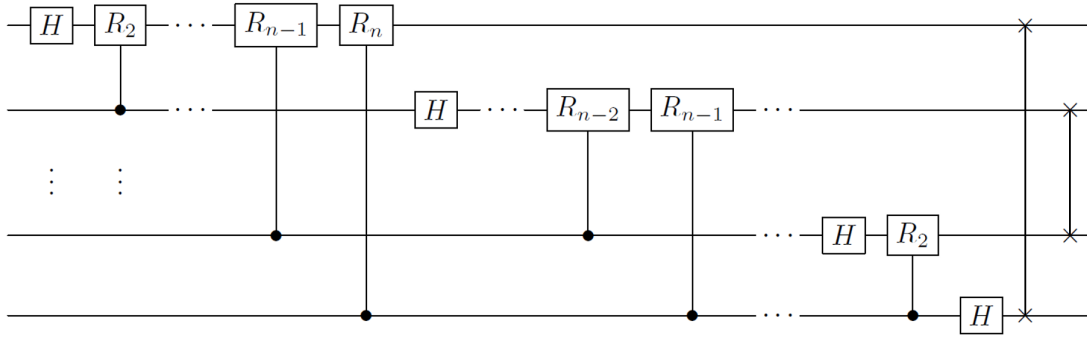 H R_2 ⋯ R_{n−1} R_n
⋯ H ⋯ R_{n−2} R_{n−1} ⋯
⋮ ⋮
⋯ H R_2
⋯ H